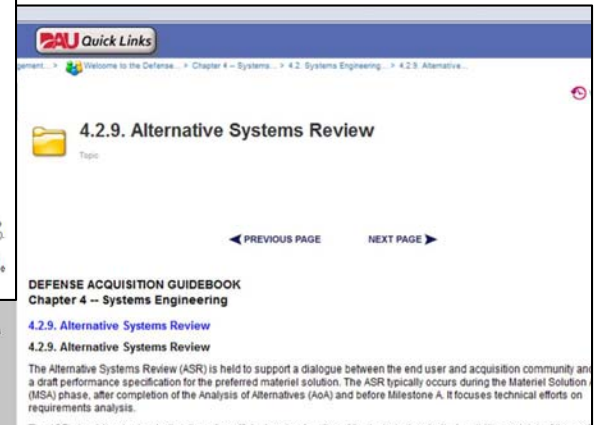 DAU Quick Links
gement... > Welcome to the Defense... > Chapter 4 -- Systems... > 4.2. Systems Engineering... > 4.2.9. Alternative...
4.2.9. Alternative Systems Review
Topic
PREVIOUS PAGE NEXT PAGE
DEFENSE ACQUISITION GUIDEBOOK
Chapter 4 -- Systems Engineering
4.2.9. Alternative Systems Review
4.2.9. Alternative Systems Review
The Alternative Systems Review (ASR) is held to support a dialogue between the end user and acquisition community and
a draft performance specification for the preferred materiel solution. The ASR typically occurs during the Materiel Solution
(MSA) phase, after completion of the Analysis of Alternatives (AoA) and before Milestone A. It focuses technical efforts on
requirements analysis.